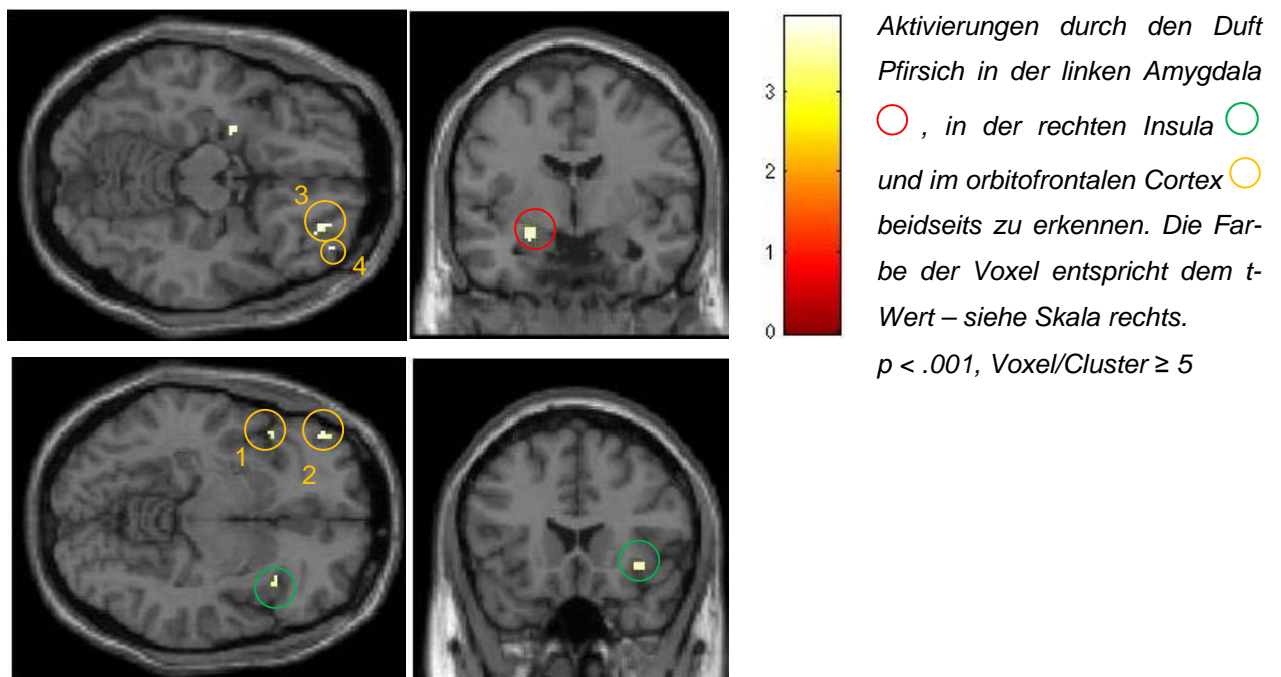 3
4
1
2
3
2
1
0
Aktivierungen durch den Duft
Pfirsich in der linken Amygdala
, in der rechten Insula
und im orbitofrontalen Cortex
beidseits zu erkennen. Die Far-
be der Voxel entspricht dem t-
Wert – siehe Skala rechts.
p < .001, Voxel/Cluster ≥ 5